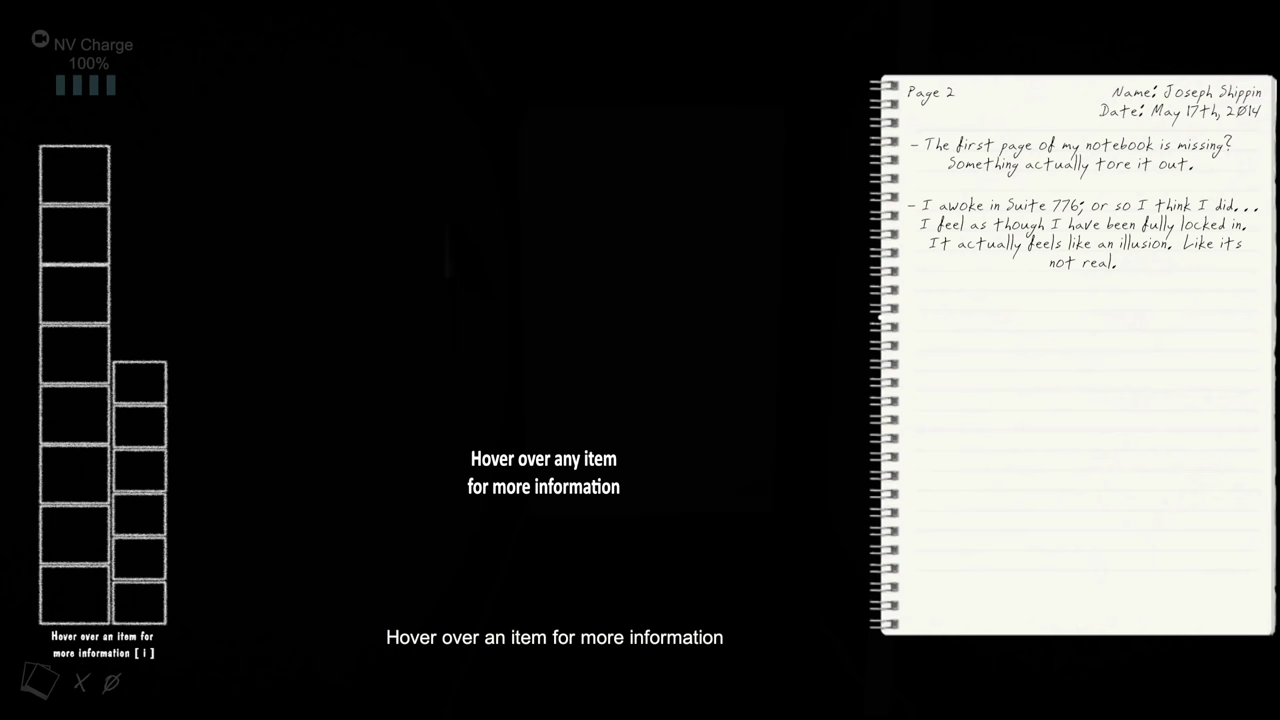 NV Charge
100%
Page 2
Name: Joseph Shippin
Date: May 17th, 2014
- The first page of my notebook is missing?
Something actually tore it out.
- I awoke in Suite 776; or so I think I did...
I feel as though I have been fully locked in.
It actually feels like an illusion. Like its
not real.
Hover over any item
for more information
Hover over an item for
more information [ i ]
Hover over an item for more information
X Ø